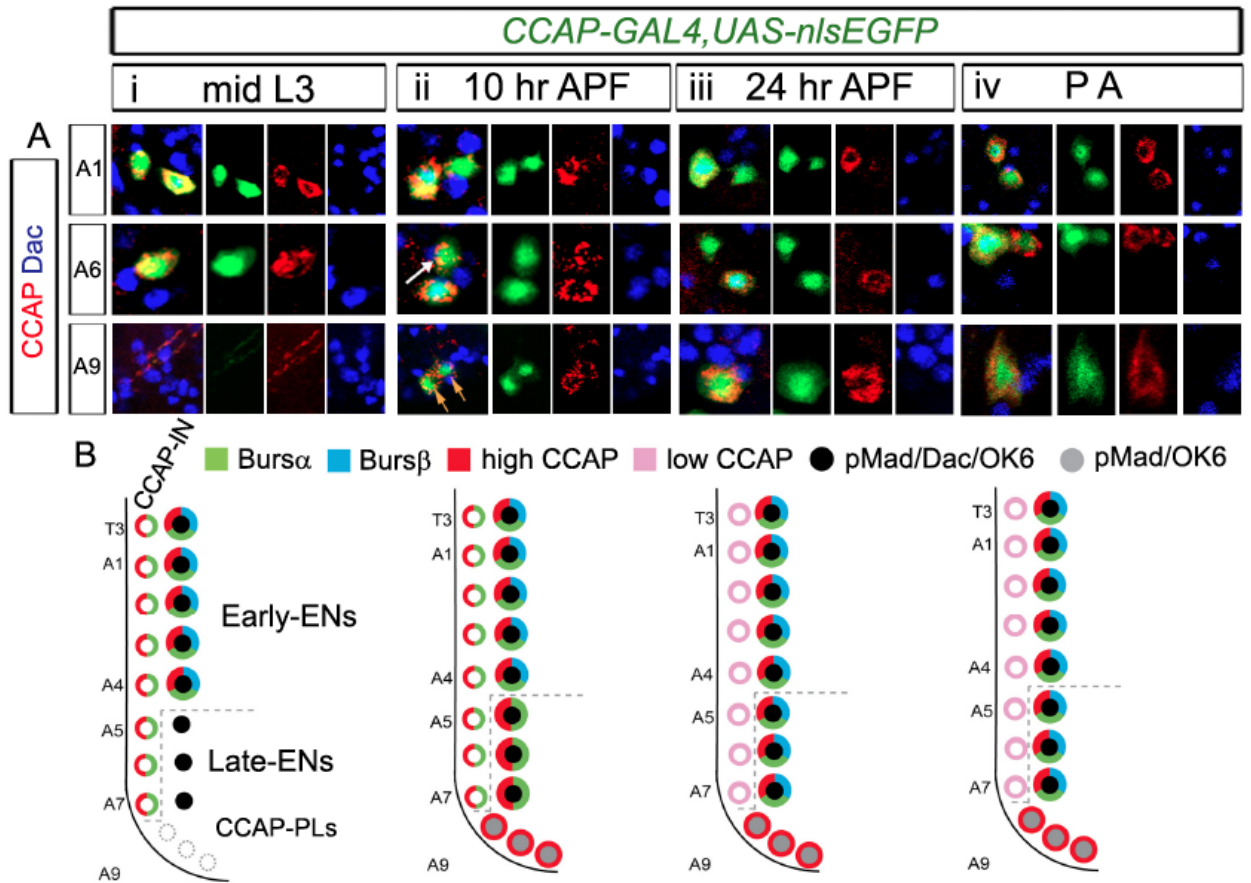 CCAP-GAL4,UAS-nlsEGFP
i mid L3
ii 10 hr APF
iii 24 hr APF
iv P A
A
CCAP Dac
A1
A6
A9
B
CCAP-IN
Bursα Bursβ high CCAP low CCAP pMad/Dac/OK6 pMad/OK6
T3
A1
Early-ENs
A4
A5
Late-ENs
A7
CCAP-PLs
A9
T3
A1
A4
A5
A7
A9
T3
A1
A4
A5
A7
A9
T3
A1
A4
A5
A7
A9